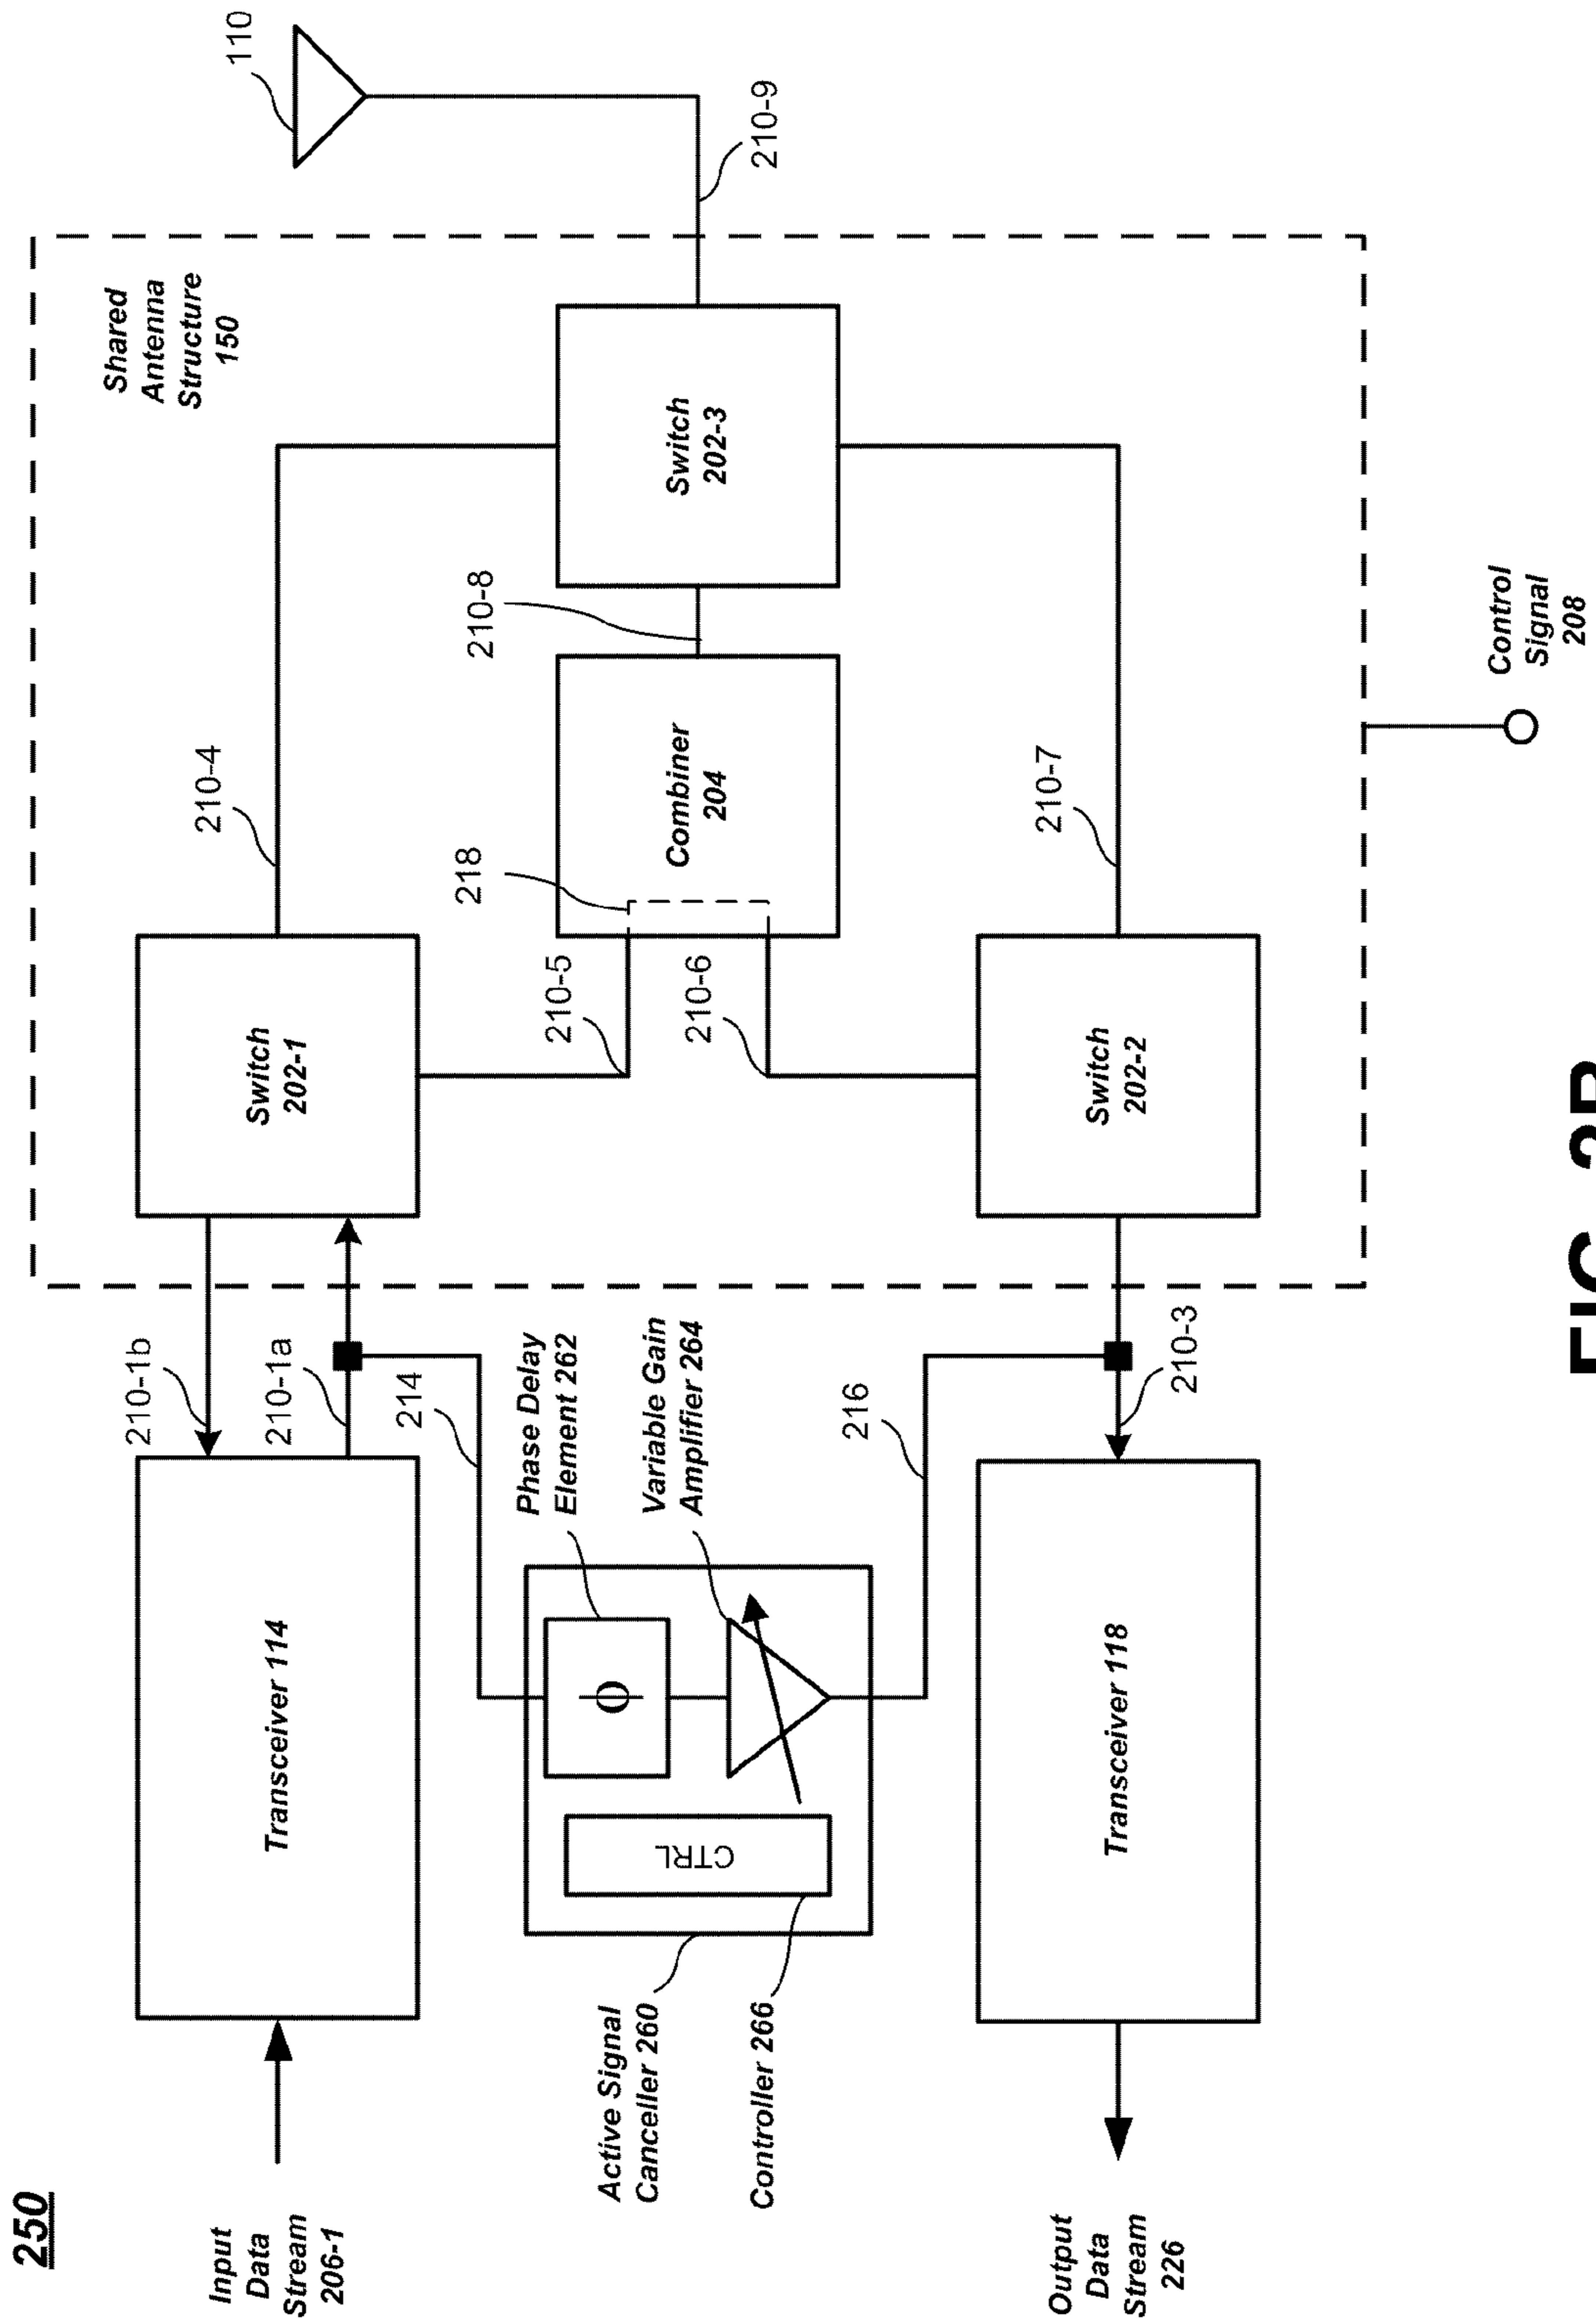 250
Input
Data
Stream
206-1
Transceiver 114
210-1b
210-1a
214
Switch
202-1
210-4
Shared
Antenna
Structure
150
110
210-9
Active Signal
Canceller 260
Controller 266
CTRL
Φ
Phase Delay
Element 262
Variable Gain
Amplifier 264
216
210-5
210-6
218
Combiner
204
210-8
Switch
202-3
Output
Data
Stream
226
Transceiver 118
210-3
Switch
202-2
210-7
Control
Signal
208